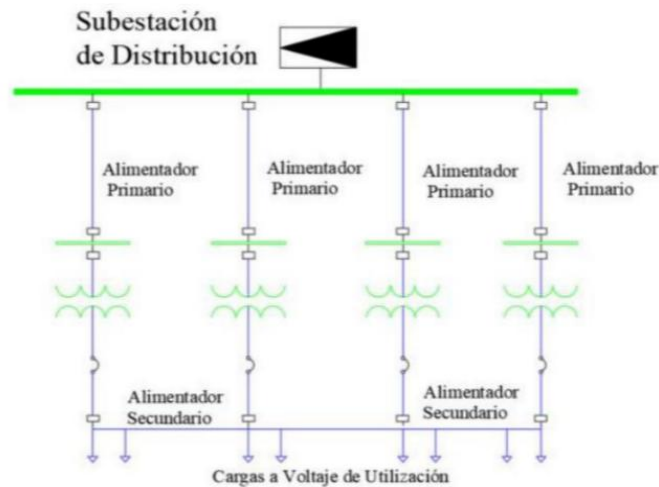 Subestación
de Distribución
Alimentador
Primario
Alimentador
Primario
Alimentador
Primario
Alimentador
Primario
Alimentador
Secundario
Alimentador
Secundario
Cargas a Voltaje de Utilización